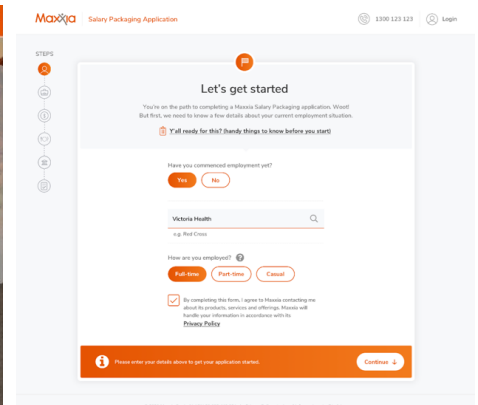 Maxxia Salary Packaging Application 1300 123 123 Login
STEPS
Let's get started
You're on the path to completing a Maxxia Salary Packaging application. Woot!
But first, we need to know a few details about your current employment situation.
Y'all ready for this? (handy things to know before you start)
Have you commenced employment yet?
Yes No
Victoria Health
e.g. Red Cross
How are you employed? ?
Full-time Part-time Casual
By completing this form, I agree to Maxxia contacting me
about its products, services and offerings. Maxxia will
handle your information in accordance with its
Privacy Policy
Please enter your details above to get your application started.
Continue ↓